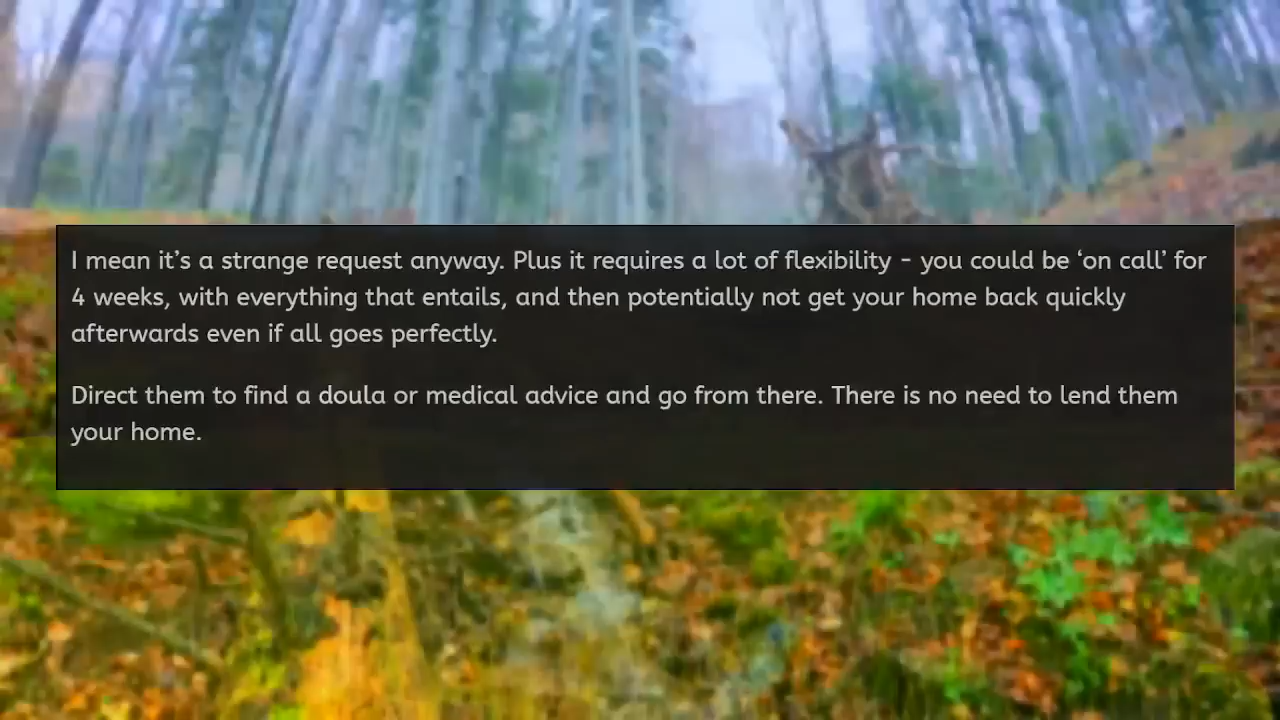 I mean it’s a strange request anyway. Plus it requires a lot of flexibility - you could be ‘on call’ for
4 weeks, with everything that entails, and then potentially not get your home back quickly
afterwards even if all goes perfectly.
Direct them to find a doula or medical advice and go from there. There is no need to lend them
your home.